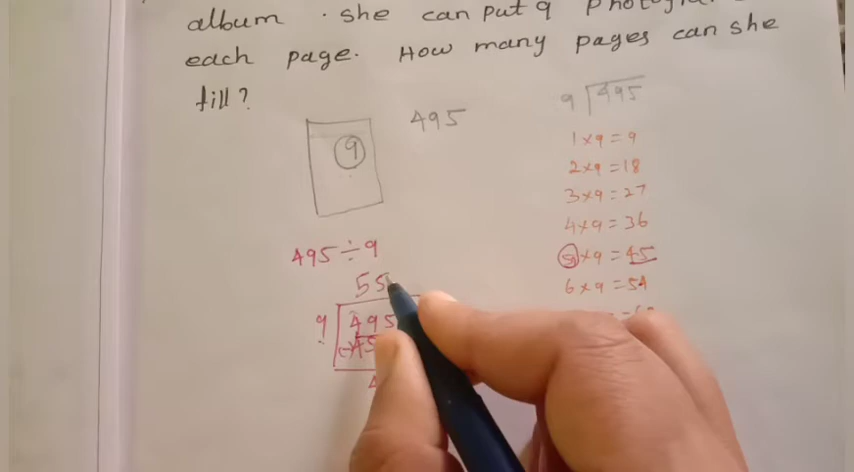 album . she can put 9
each page. How many pages can she
fill?
495
9
495 ÷ 9
55
9 495
(-)45
4
9 495
1 x 9 = 9
2 x 9 = 18
3 x 9 = 27
4 x 9 = 36
5 x 9 = 45
6 x 9 = 54